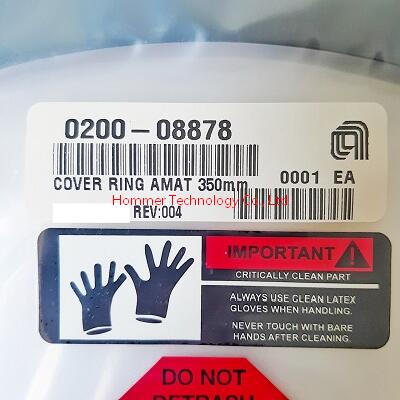 0200-08878
COVER RING AMAT 350mm
0001 EA
Hommer Technology Co.,Ltd
REV:004
IMPORTANT
CRITICALLY CLEAN PART
ALWAYS USE CLEAN LATEX
GLOVES WHEN HANDLING.
NEVER TOUCH WITH BARE
HANDS AFTER CLEANING.
DO NOT
DETRASH